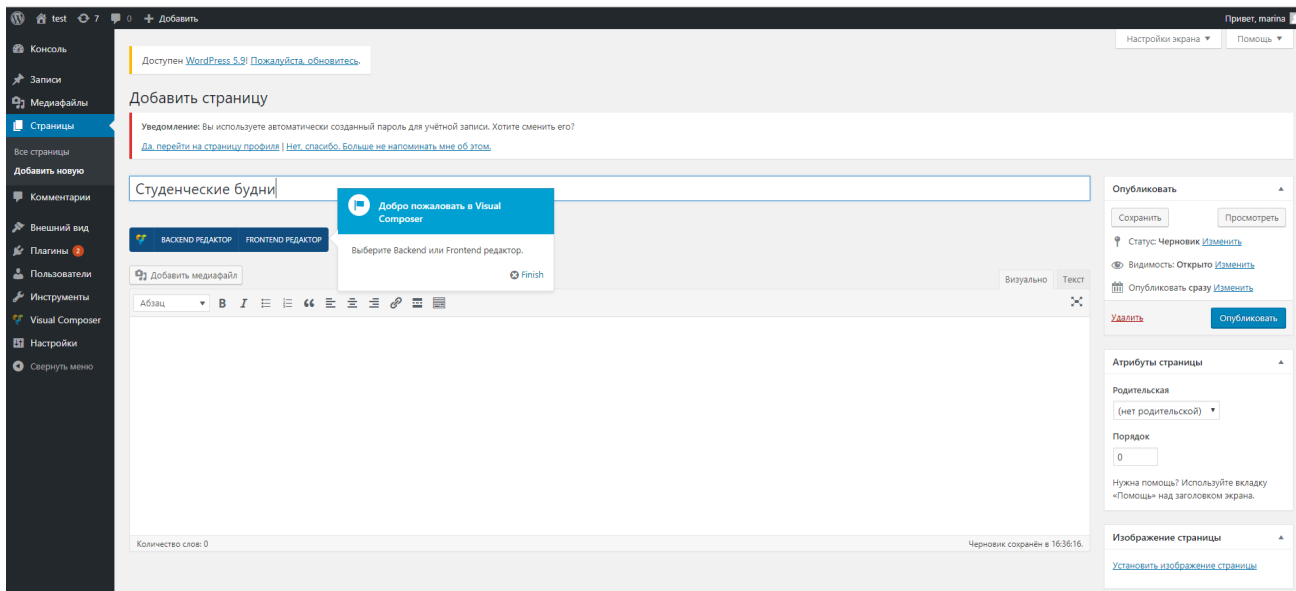 test 7 0 + Добавить Привет, marina
Настройки экрана ▼ Помощь ▼
Консоль
Записи
Медиафайлы
Страницы
Все страницы
Добавить новую
Комментарии
Внешний вид
Плагины 2
Пользователи
Инструменты
Visual Composer
Настройки
Свернуть меню
Доступен WordPress 5.9! Пожалуйста, обновитесь.
Добавить страницу
Уведомление: Вы используете автоматически созданный пароль для учётной записи. Хотите сменить его?
Да, перейти на страницу профиля | Нет, спасибо. Больше не напоминать мне об этом.
Студенческие будни
BACKEND РЕДАКТОР FRONTEND РЕДАКТОР
Добро пожаловать в Visual
Composer
Выберите Backend или Frontend редактор.
Finish
Добавить медиафайл
Визуально Текст
Абзац ▼ B I
Количество слов: 0 Черновик сохранён в 16:36:16.
Опубликовать
Сохранить Просмотреть
Статус: Черновик Изменить
Видимость: Открыто Изменить
Опубликовать сразу Изменить
Удалить Опубликовать
Атрибуты страницы
Родительская
(нет родительской) ▼
Порядок
0
Нужна помощь? Используйте вкладку
«Помощь» над заголовком экрана.
Изображение страницы
Установить изображение страницы